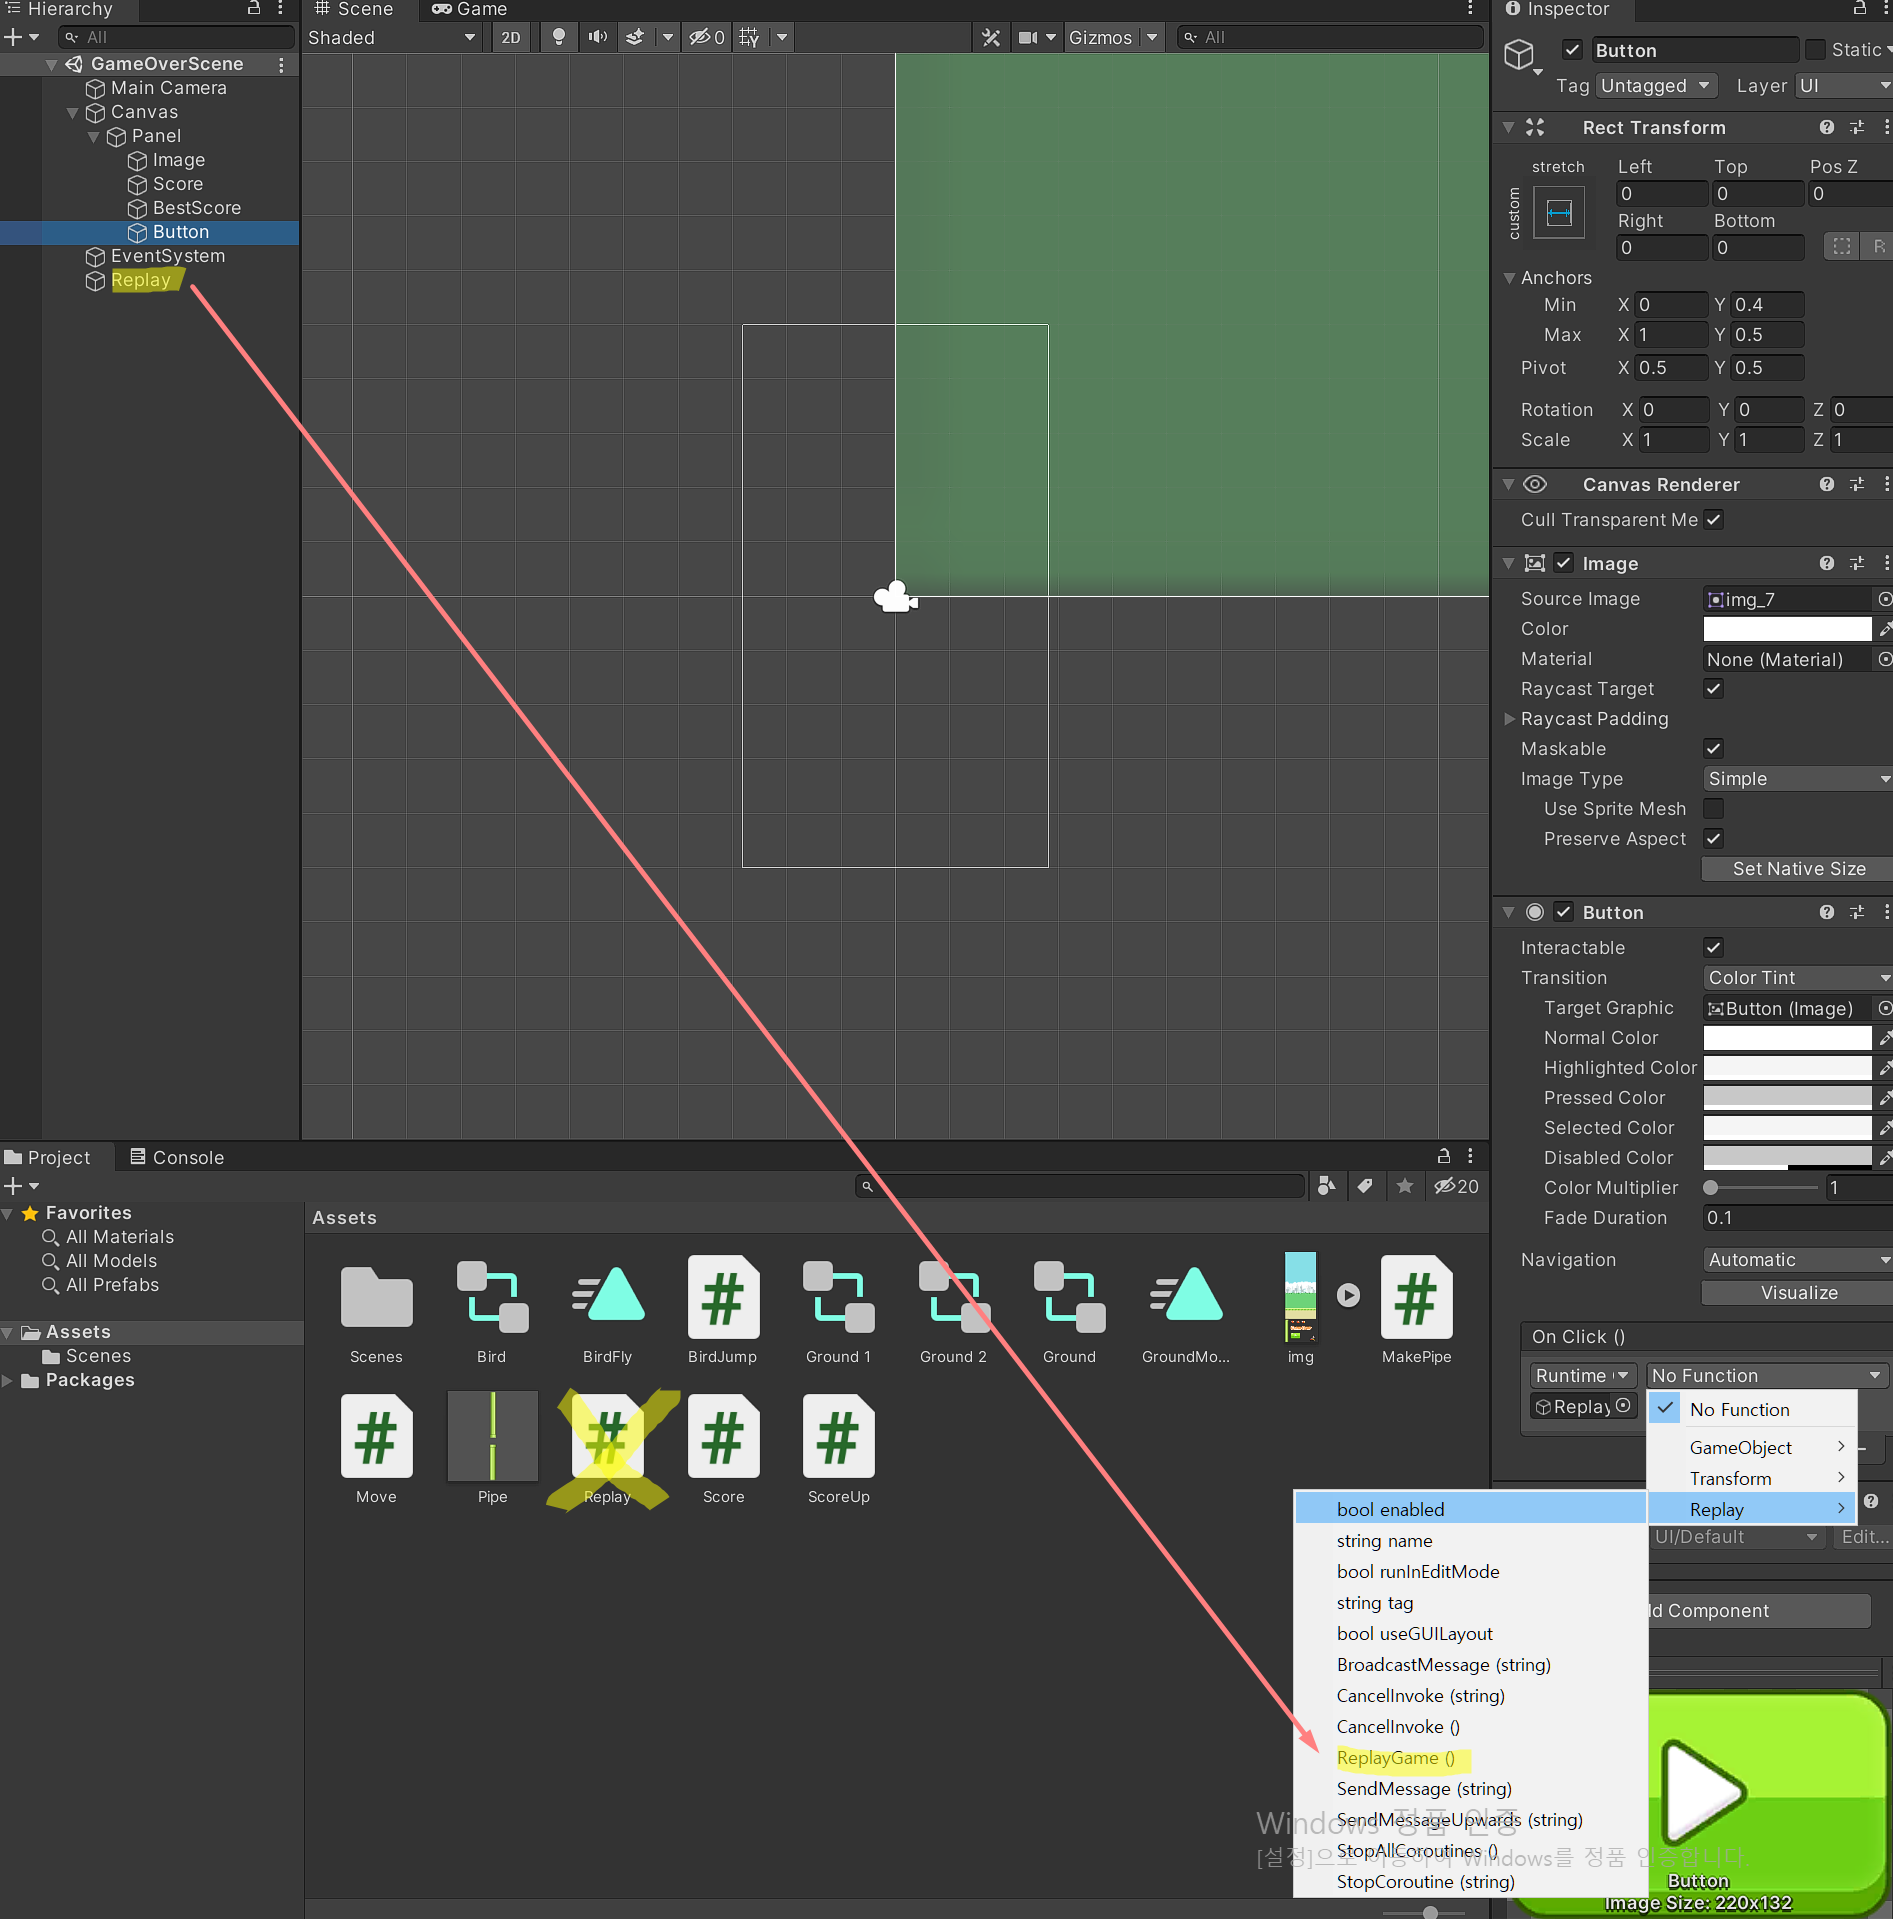 Hierarchy
All
GameOverScene
Main Camera
Canvas
Panel
Image
Score
BestScore
Button
EventSystem
Replay
Scene
Game
Shaded
2D
0
Gizmos
All
Inspector
Button
Static
Tag Untagged Layer UI
Rect Transform
stretch
custom
Left Top Pos Z
0 0 0
Right Bottom
0 0
R
Anchors
Min X 0 Y 0.4
Max X 1 Y 0.5
Pivot X 0.5 Y 0.5
Rotation X 0 Y 0 Z 0
Scale X 1 Y 1 Z 1
Canvas Renderer
Cull Transparent Me
Image
Source Image img_7
Color
Material None (Material)
Raycast Target
Raycast Padding
Maskable
Image Type Simple
Use Sprite Mesh
Preserve Aspect
Set Native Size
Button
Interactable
Transition Color Tint
Target Graphic Button (Image)
Normal Color
Highlighted Color
Pressed Color
Selected Color
Disabled Color
Color Multiplier 1
Fade Duration 0.1
Navigation Automatic
Visualize
On Click ()
Runtime No Function
Replay
No Function
GameObject
Transform
Replay
UI/Default Edit...
ld Component
bool enabled
string name
bool runInEditMode
string tag
bool useGUILayout
BroadcastMessage (string)
CancelInvoke (string)
CancelInvoke ()
ReplayGame ()
SendMessage (string)
SendMessageUpwards (string)
StopAllCoroutines ()
StopCoroutine (string)
Windows 정품 인증
[설정]으로 이동하여 Windows를 정품 인증합니다.
Button
Image Size: 220x132
Project
Console
20
Favorites
All Materials
All Models
All Prefabs
Assets
Scenes
Packages
Assets
Scenes Bird BirdFly BirdJump Ground 1 Ground 2 Ground GroundMo... img MakePipe
Move Pipe Replay Score ScoreUp